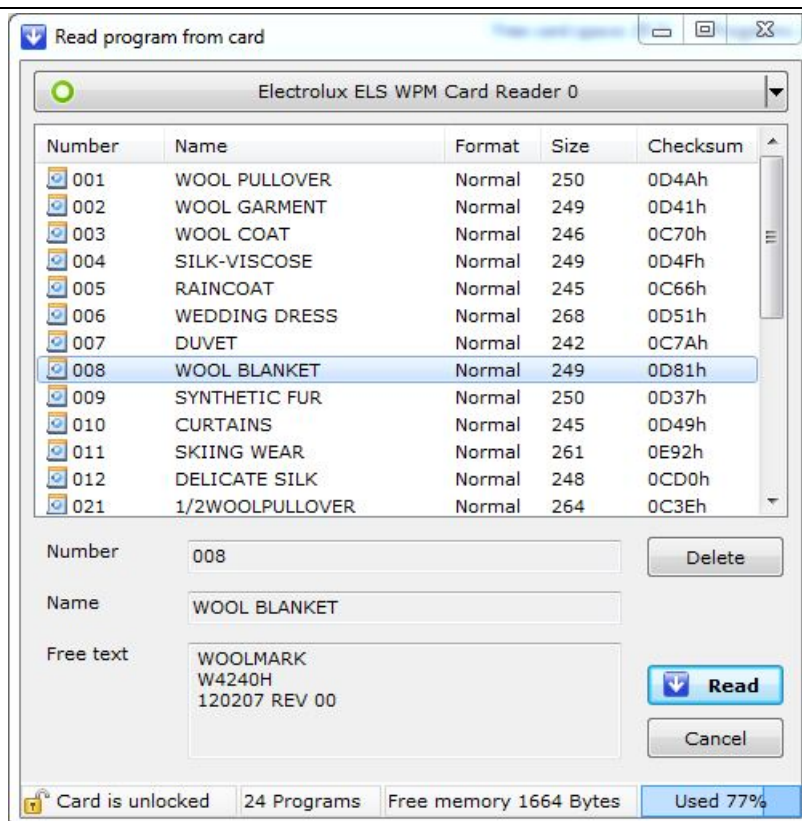 Read program from card
Electrolux ELS WPM Card Reader 0
Number Name Format Size Checksum
001 WOOL PULLOVER Normal 250 0D4Ah
002 WOOL GARMENT Normal 249 0D41h
003 WOOL COAT Normal 246 0C70h
004 SILK-VISCOSE Normal 249 0D4Fh
005 RAINCOAT Normal 245 0C66h
006 WEDDING DRESS Normal 268 0D51h
007 DUVET Normal 242 0C7Ah
008 WOOL BLANKET Normal 249 0D81h
009 SYNTHETIC FUR Normal 250 0D37h
010 CURTAINS Normal 245 0D49h
011 SKIING WEAR Normal 261 0E92h
012 DELICATE SILK Normal 248 0CD0h
021 1/2WOOLPULLOVER Normal 264 0C3Eh
Number 008 Delete
Name WOOL BLANKET
Free text WOOLMARK
W4240H
120207 REV 00
Read
Cancel
Card is unlocked 24 Programs Free memory 1664 Bytes Used 77%